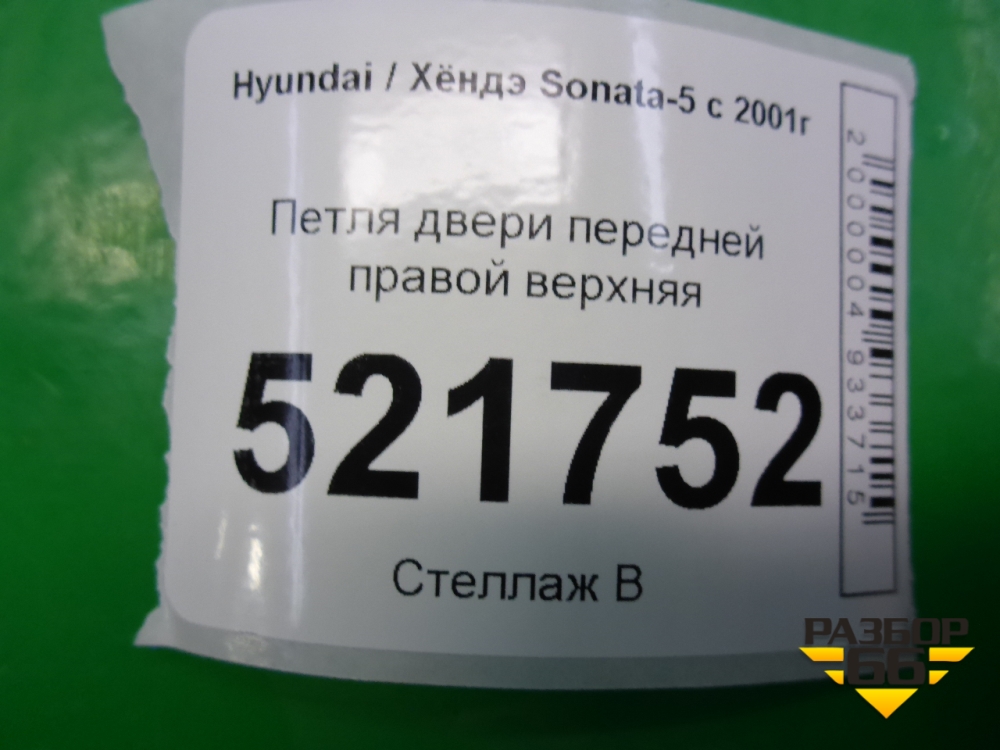 Hyundai / Хёндэ Sonata-5 с 2001г
Петля двери передней
правой верхняя
521752
Стеллаж В
2000004933715
РАЗБОР
66